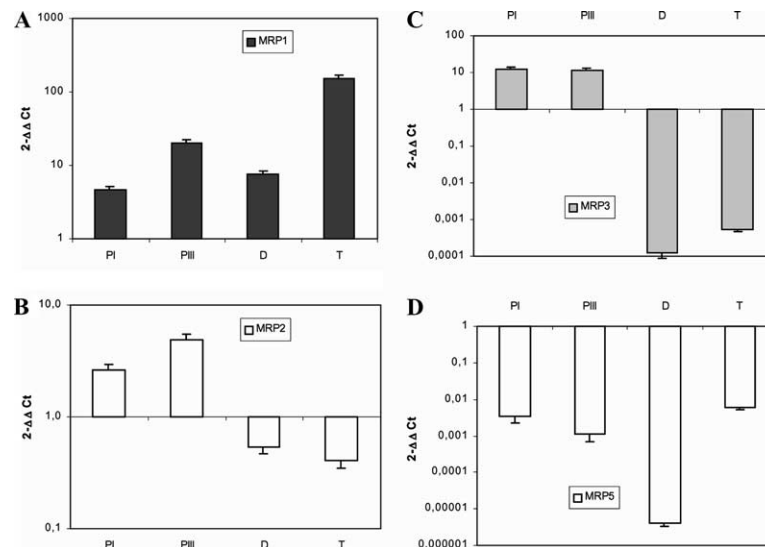 A
1000
100
10
1
2-ΔΔ Ct
MRP1
PI PIII D T
B
10,0
1,0
0,1
2-ΔΔ Ct
MRP2
PI PIII D T
C
PI PIII D T
100
10
1
0,1
0,01
0,001
0,0001
2-ΔΔ Ct
MRP3
D
PI PIII D T
1
0,1
0,01
0,001
0,0001
0,00001
0,000001
2-ΔΔ Ct
MRP5